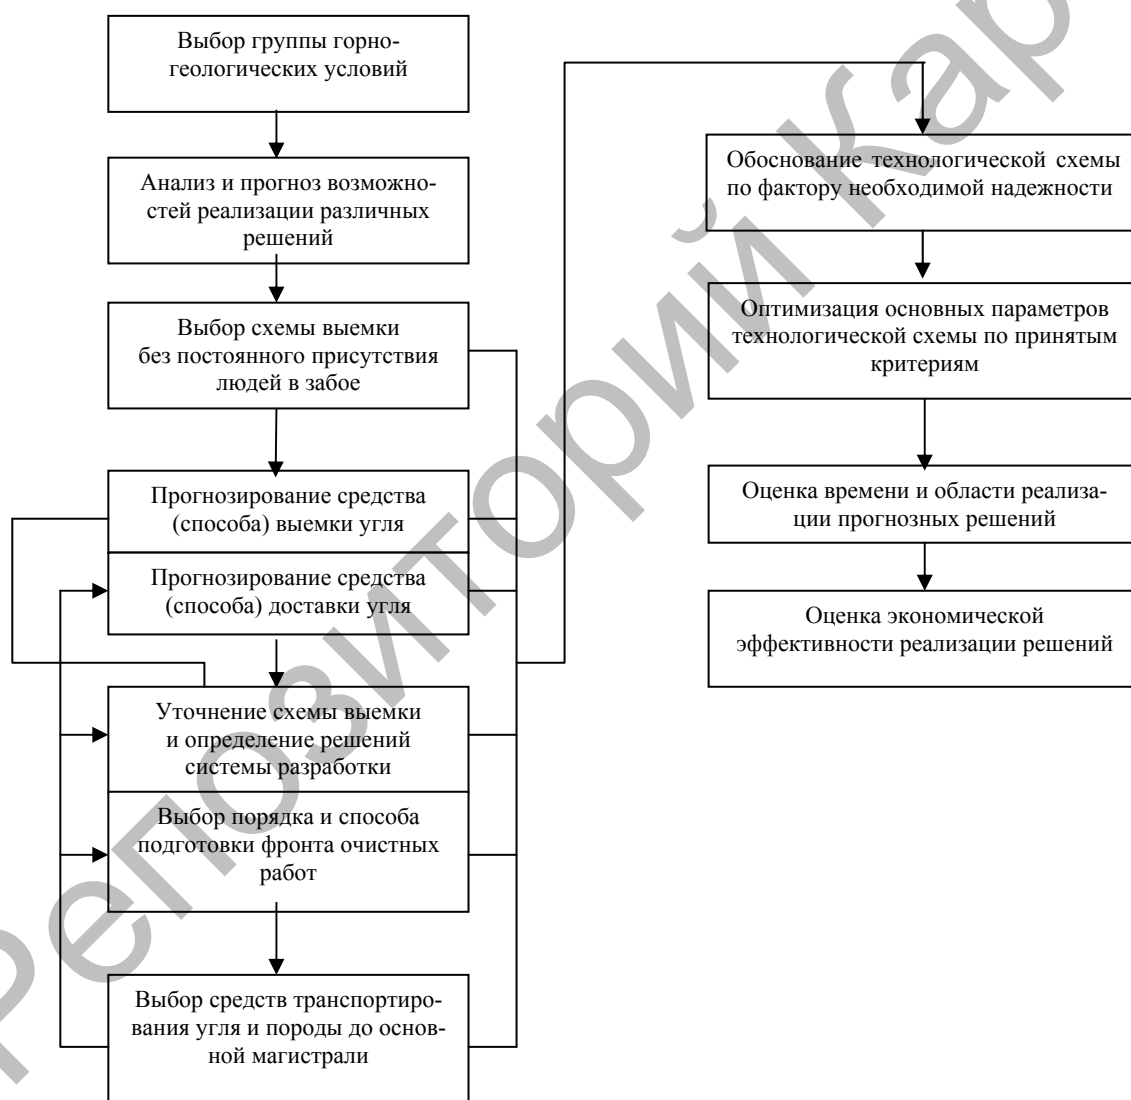 Выбор группы горно-
геологических условий
Анализ и прогноз возможно-
стей реализации различных
решений
Выбор схемы выемки
без постоянного присутствия
людей в забое
Прогнозирование средства
(способа) выемки угля
Прогнозирование средства
(способа) доставки угля
Уточнение схемы выемки
и определение решений
системы разработки
Выбор порядка и способа
подготовки фронта очистных
работ
Выбор средств транспортиро-
вания угля и породы до основ-
ной магистрали
Обоснование технологической схемы
по фактору необходимой надежности
Оптимизация основных параметров
технологической схемы по принятым
критериям
Оценка времени и области реализа-
ции прогнозных решений
Оценка экономической
эффективности реализации решений
Репозиторий Кар